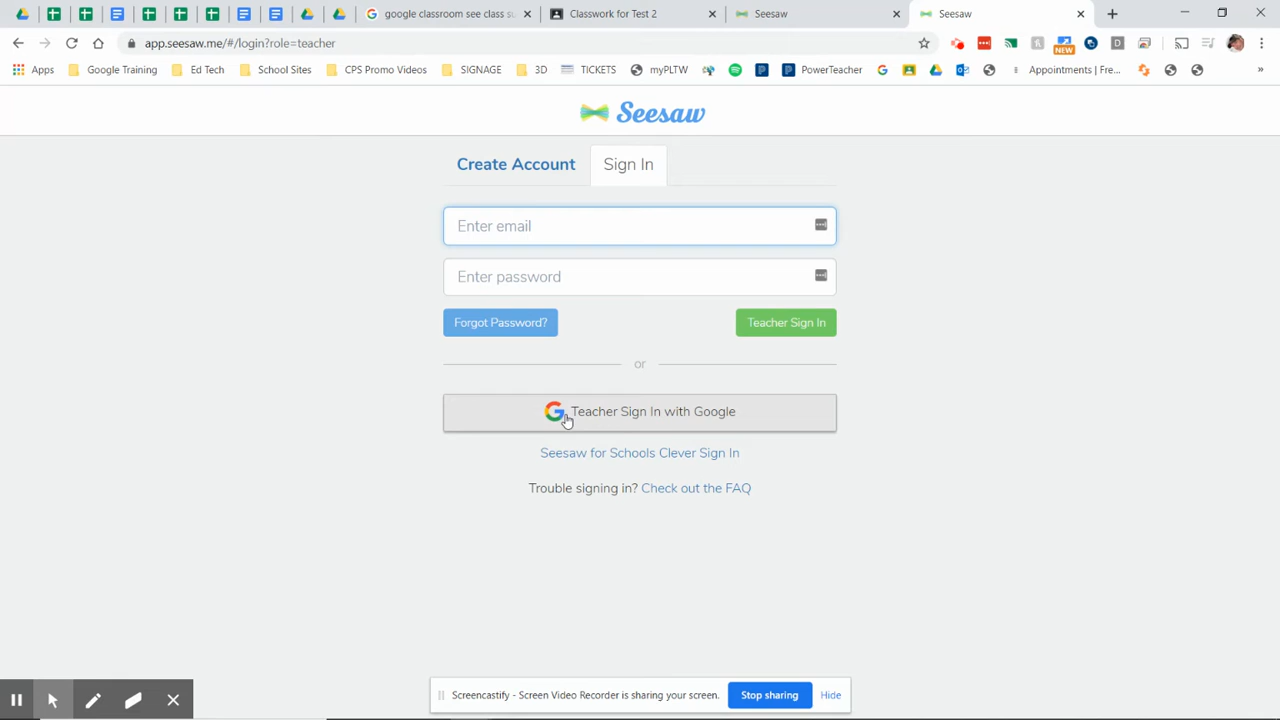 google classroom see class su
Classwork for Test 2
Seesaw
Seesaw
app.seesaw.me/#/login?role=teacher
NEW
D
Apps
Google Training
Ed Tech
School Sites
CPS Promo Videos
SIGNAGE
3D
TICKETS
myPLTW
PowerTeacher
Appointments | Fre...
Seesaw
Create Account
Sign In
Enter email
Enter password
Forgot Password?
Teacher Sign In
or
Teacher Sign In with Google
Seesaw for Schools Clever Sign In
Trouble signing in? Check out the FAQ
Screencastify - Screen Video Recorder is sharing your screen.
Stop sharing
Hide